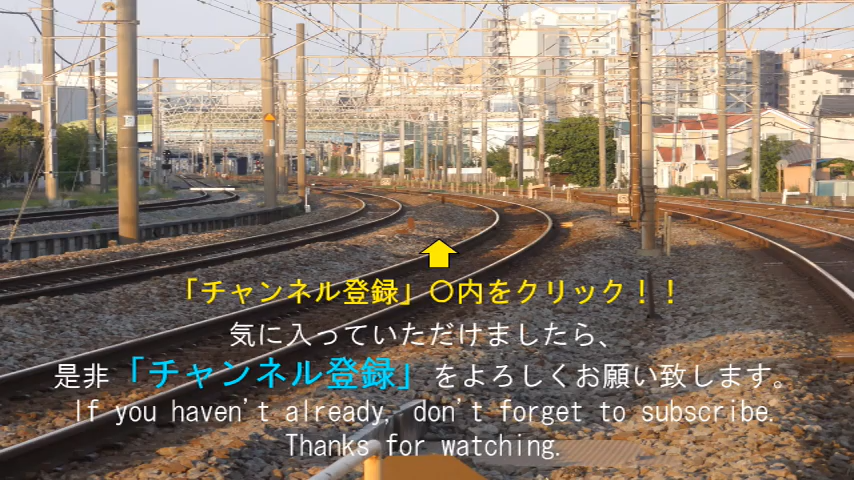 「チャンネル登録」〇内をクリック！！
気に入っていただけましたら、
是非「チャンネル登録」をよろしくお願い致します。
If you haven't already, don't forget to subscribe.
Thanks for watching.